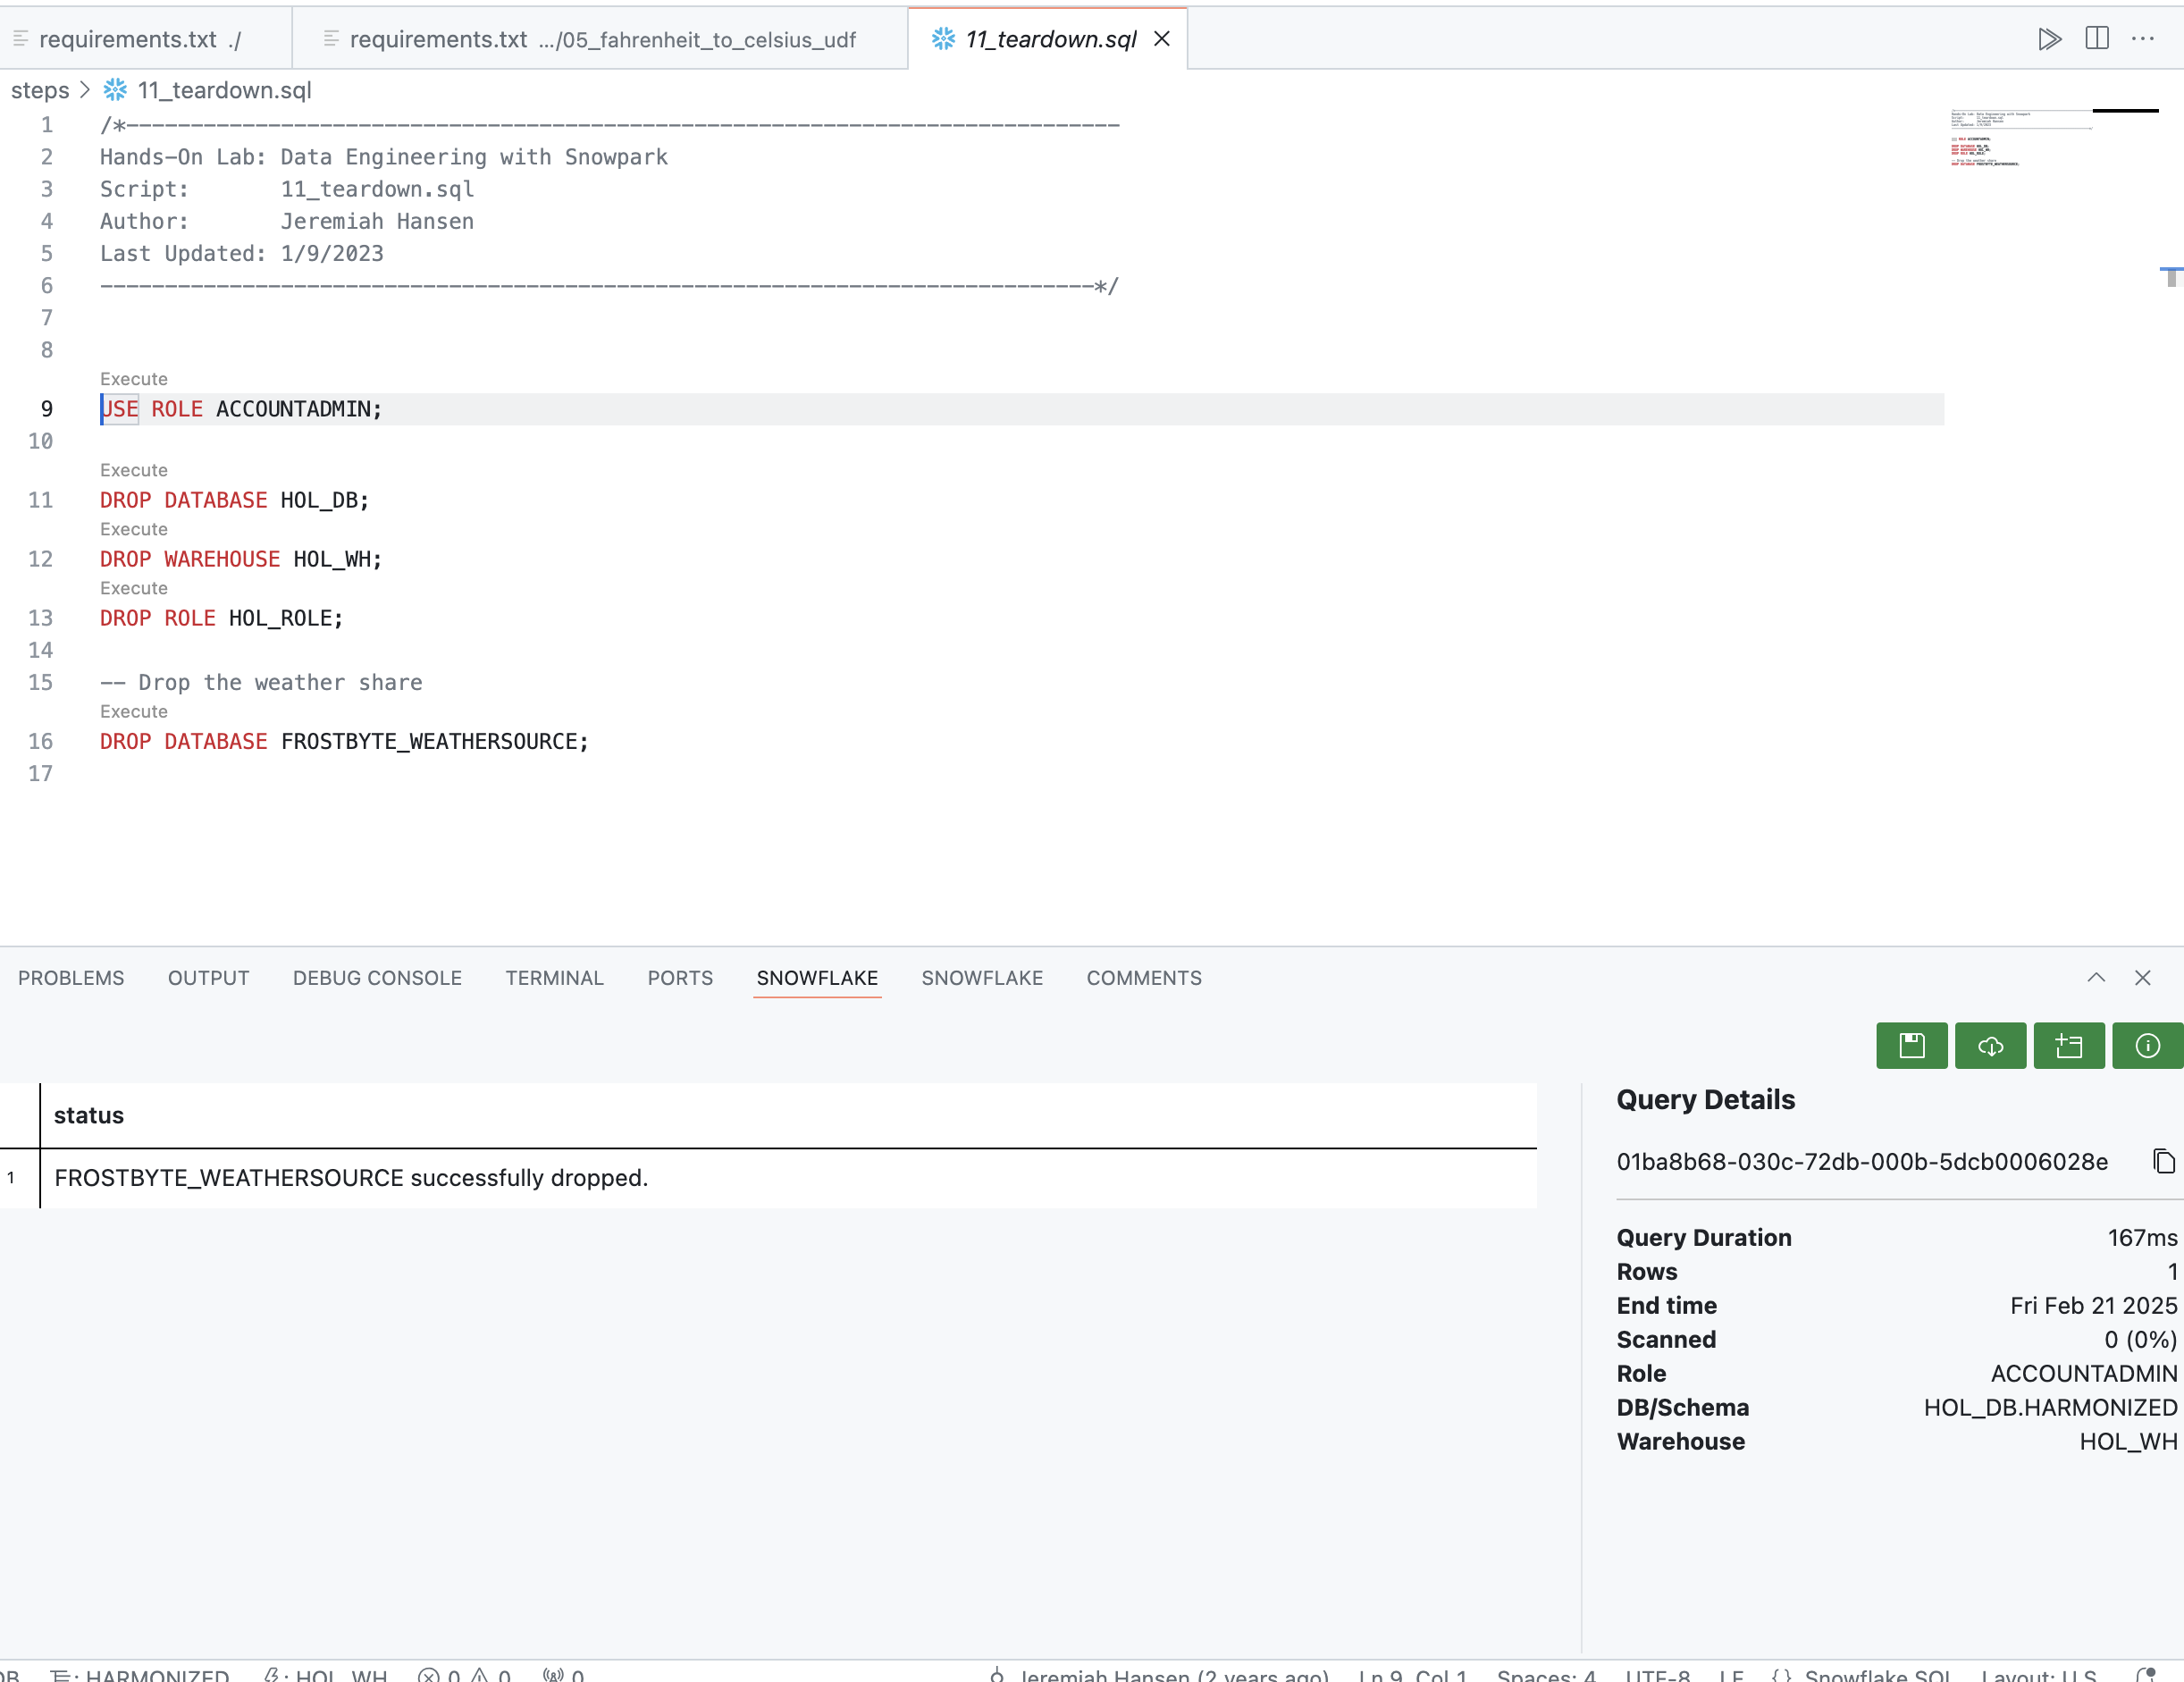 requirements.txt ./
requirements.txt .../05_fahrenheit_to_celsius_udf
11_teardown.sql
steps > 11_teardown.sql
1 /*-----------------------------------------------------------------------------
2 Hands-On Lab: Data Engineering with Snowpark
3 Script: 11_teardown.sql
4 Author: Jeremiah Hansen
5 Last Updated: 1/9/2023
6 -----------------------------------------------------------------------------*/
7
8
Execute
9 USE ROLE ACCOUNTADMIN;
10
Execute
11 DROP DATABASE HOL_DB;
Execute
12 DROP WAREHOUSE HOL_WH;
Execute
13 DROP ROLE HOL_ROLE;
14
15 -- Drop the weather share
Execute
16 DROP DATABASE FROSTBYTE_WEATHERSOURCE;
17
PROBLEMS OUTPUT DEBUG CONSOLE TERMINAL PORTS SNOWFLAKE SNOWFLAKE COMMENTS
status
1 FROSTBYTE_WEATHERSOURCE successfully dropped.
Query Details
01ba8b68-030c-72db-000b-5dcb0006028e
Query Duration 167ms
Rows 1
End time Fri Feb 21 2025
Scanned 0 (0%)
Role ACCOUNTADMIN
DB/Schema HOL_DB.HARMONIZED
Warehouse HOL_WH
: HARMONIZED : HOL_WH 0 0 0 Jeremiah Hansen (2 years ago) Ln 9, Col 1 Spaces: 4 UTF-8 LF {} Snowflake SQL Layout: U.S.